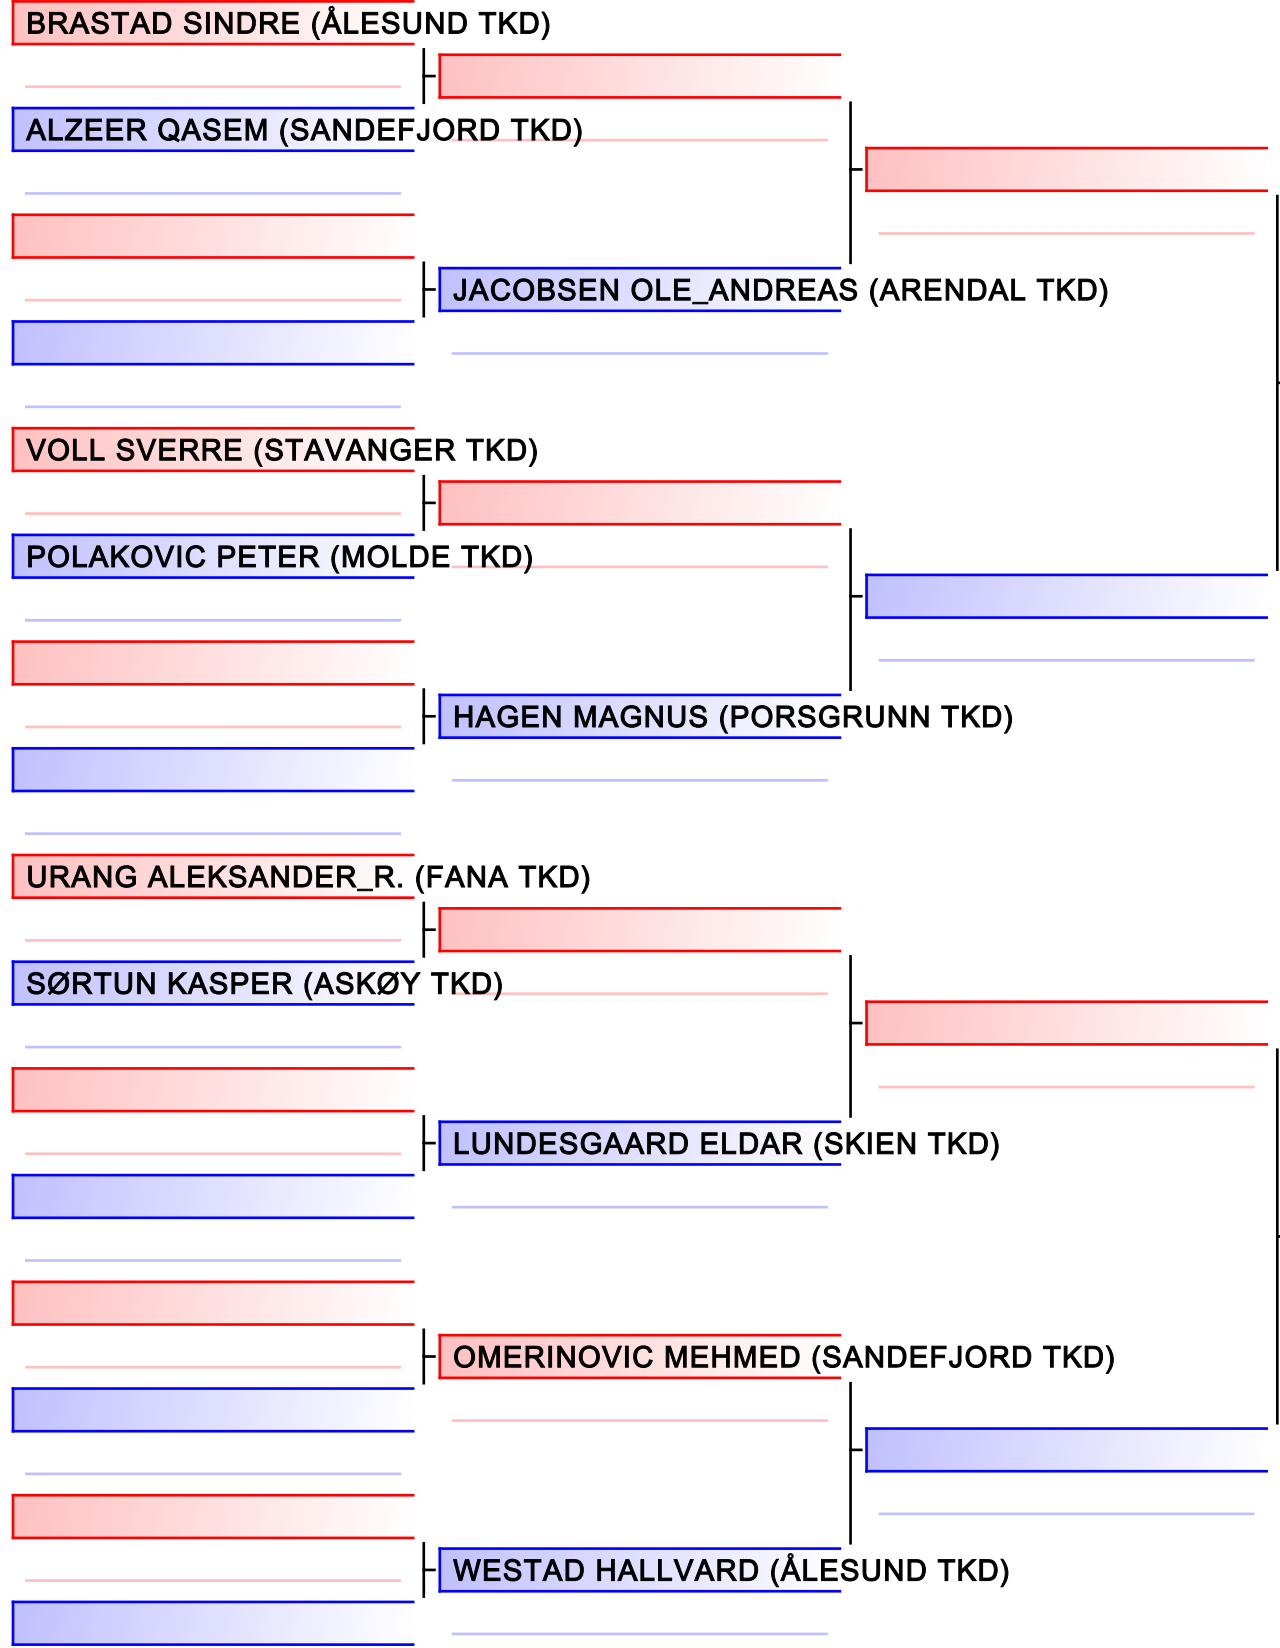 BRASTAD SINDRE (ÅLESUND TKD)
ALZEER QASEM (SANDEFJORD TKD)
JACOBSEN OLE_ANDREAS (ARENDAL TKD)
VOLL SVERRE (STAVANGER TKD)
POLAKOVIC PETER (MOLDE TKD)
HAGEN MAGNUS (PORSGRUNN TKD)
URANG ALEKSANDER_R. (FANA TKD)
SØRTUN KASPER (ASKØY TKD)
LUNDESGAARD ELDAR (SKIEN TKD)
OMERINOVIC MEHMED (SANDEFJORD TKD)
WESTAD HALLVARD (ÅLESUND TKD)